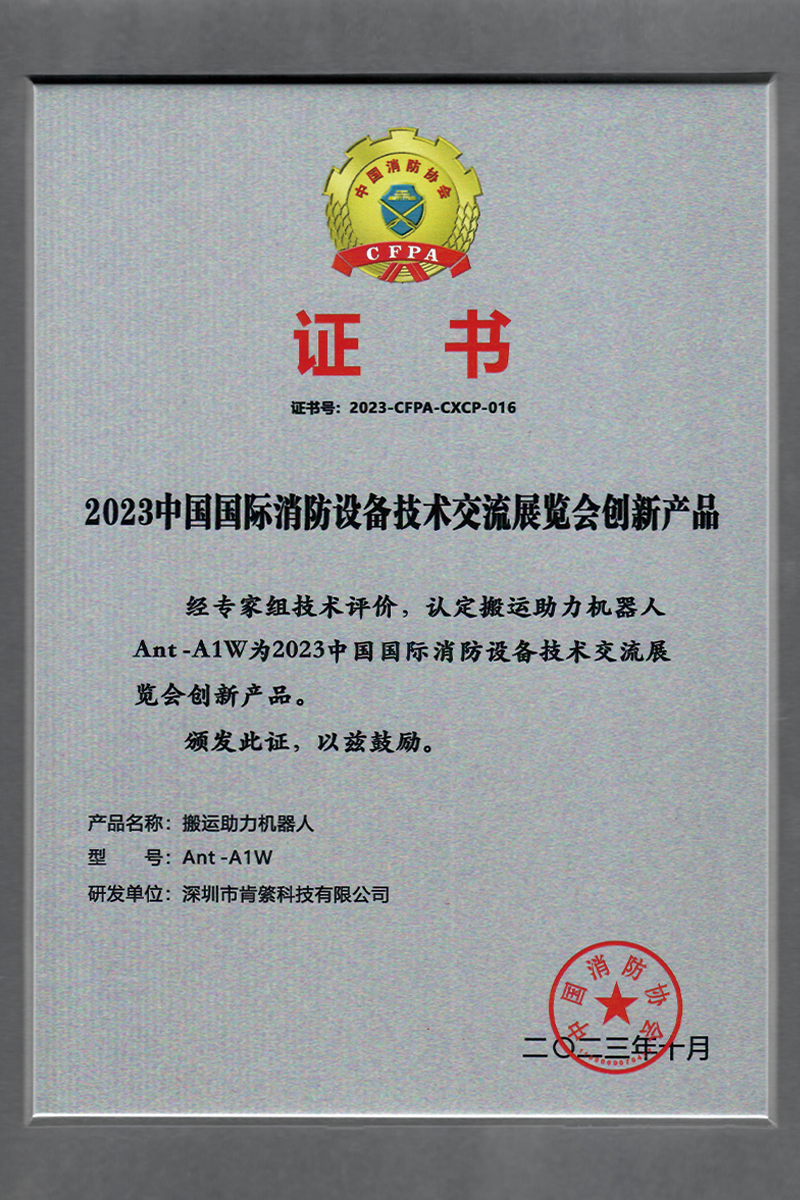 中国消防协会
CFPA
证 书
证书号：2023-CFPA-CXCP-016
2023中国国际消防设备技术交流展览会创新产品
经专家组技术评价，认定搬运助力机器人
Ant -A1W为2023中国国际消防设备技术交流展
览会创新产品。
颁发此证，以兹鼓励。
产品名称：搬运助力机器人
型 号：Ant -A1W
研发单位：深圳市肯綮科技有限公司
中国消防协会
二〇二三年十月